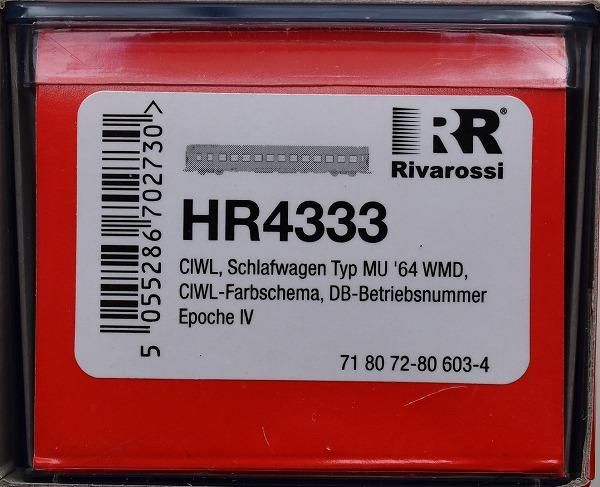 RR®
Rivarossi
HR4333
CIWL, Schlafwagen Typ MU '64 WMD,
CIWL-Farbschema, DB-Betriebsnummer
Epoche IV
71 80 72-80 603-4
5 055286 702730 >